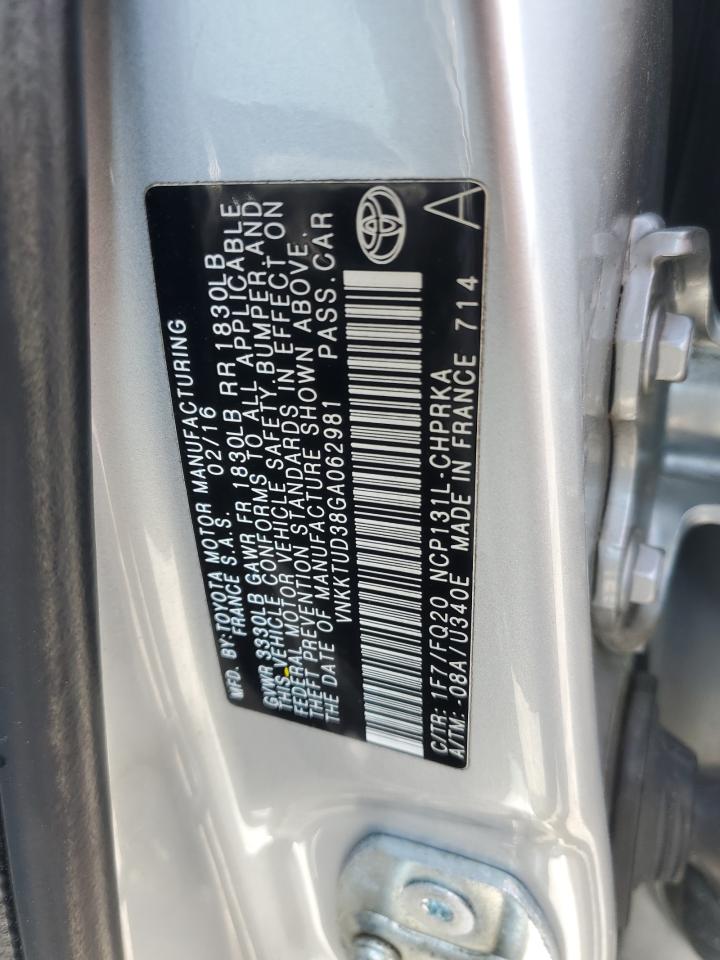 MFD. BY: TOYOTA MOTOR MANUFACTURING
FRANCE S.A.S. 02/16
GVWR 3330LB GAWR FR 1830LB RR 1830LB
THIS VEHICLE CONFORMS TO ALL APPLICABLE
FEDERAL MOTOR VEHICLE SAFETY, BUMPER, AND
THEFT PREVENTION STANDARDS IN EFFECT ON
THE DATE OF MANUFACTURE SHOWN ABOVE.
VNKKTUD38GA062981 PASS. CAR
C/TR: 1F7/FQ20 NCP131L-CHPRKA
A/TM: -08A/U340E MADE IN FRANCE 714 A